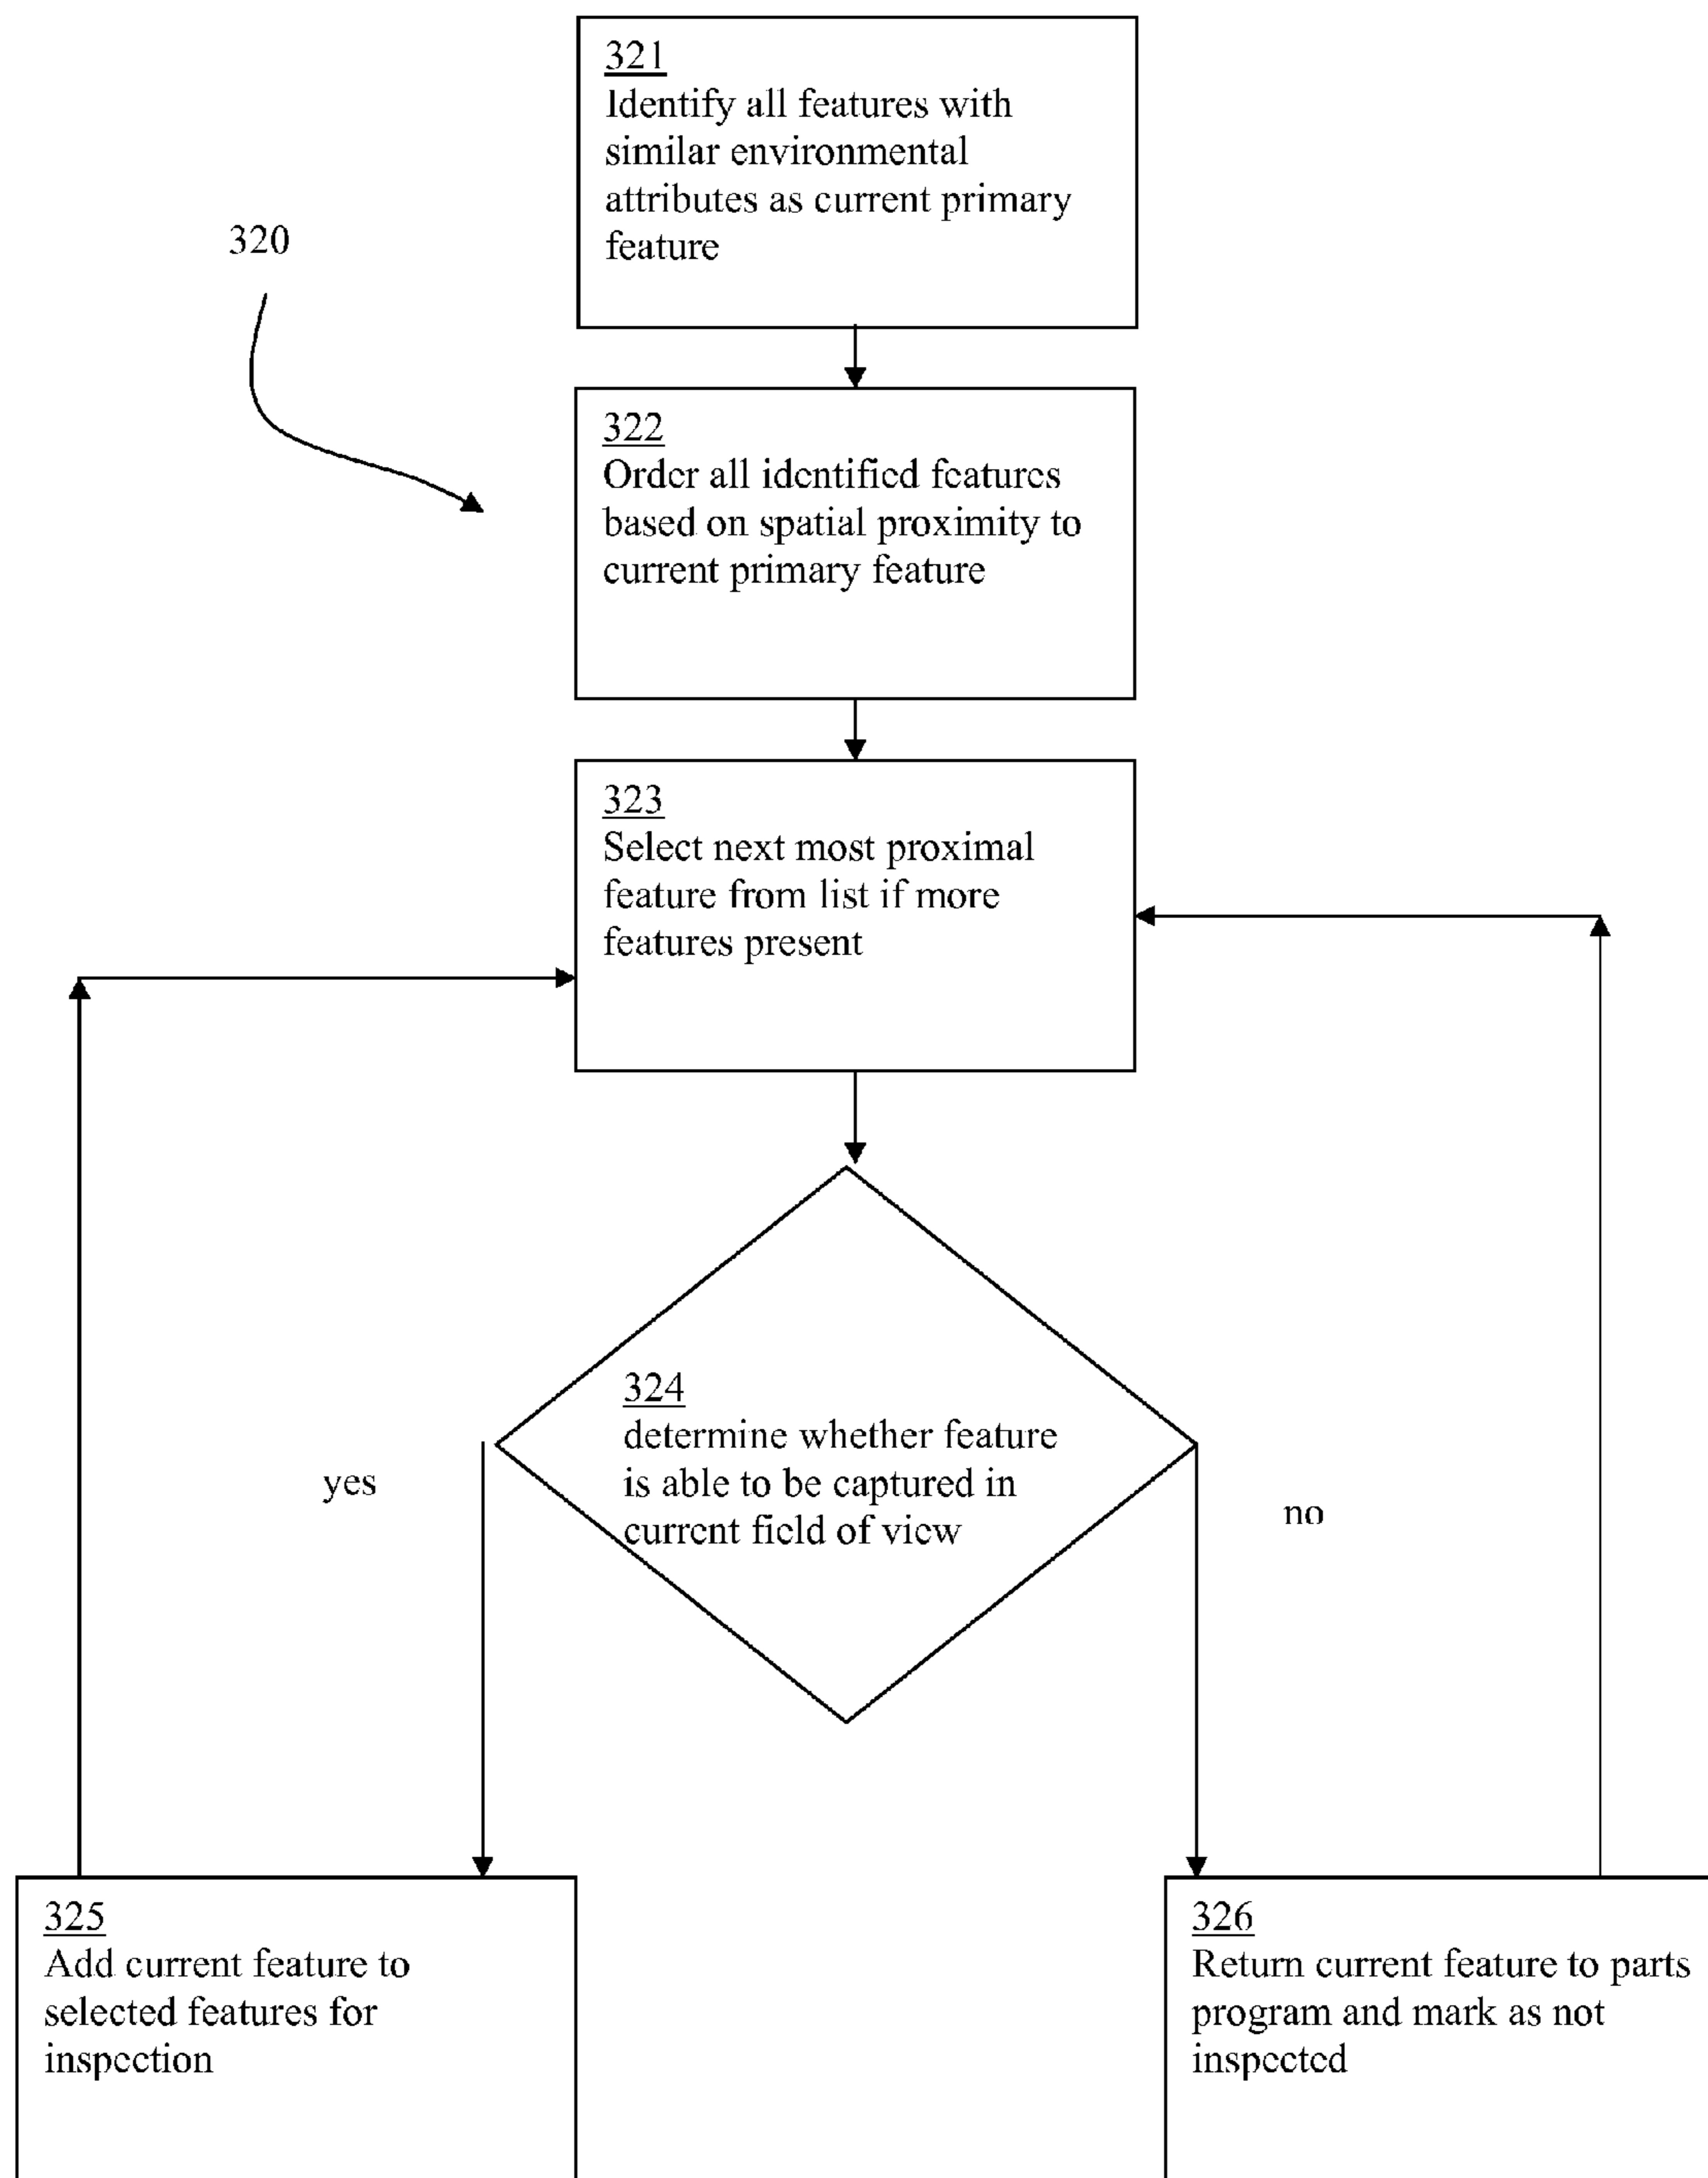 321
Identify all features with
similar environmental
attributes as current primary
feature
320
322
Order all identified features
based on spatial proximity to
current primary feature
323
Select next most proximal
feature from list if more
features present
324
determine whether feature
is able to be captured in
current field of view
yes
no
325
Add current feature to
selected features for
inspection
326
Return current feature to parts
program and mark as not
inspected